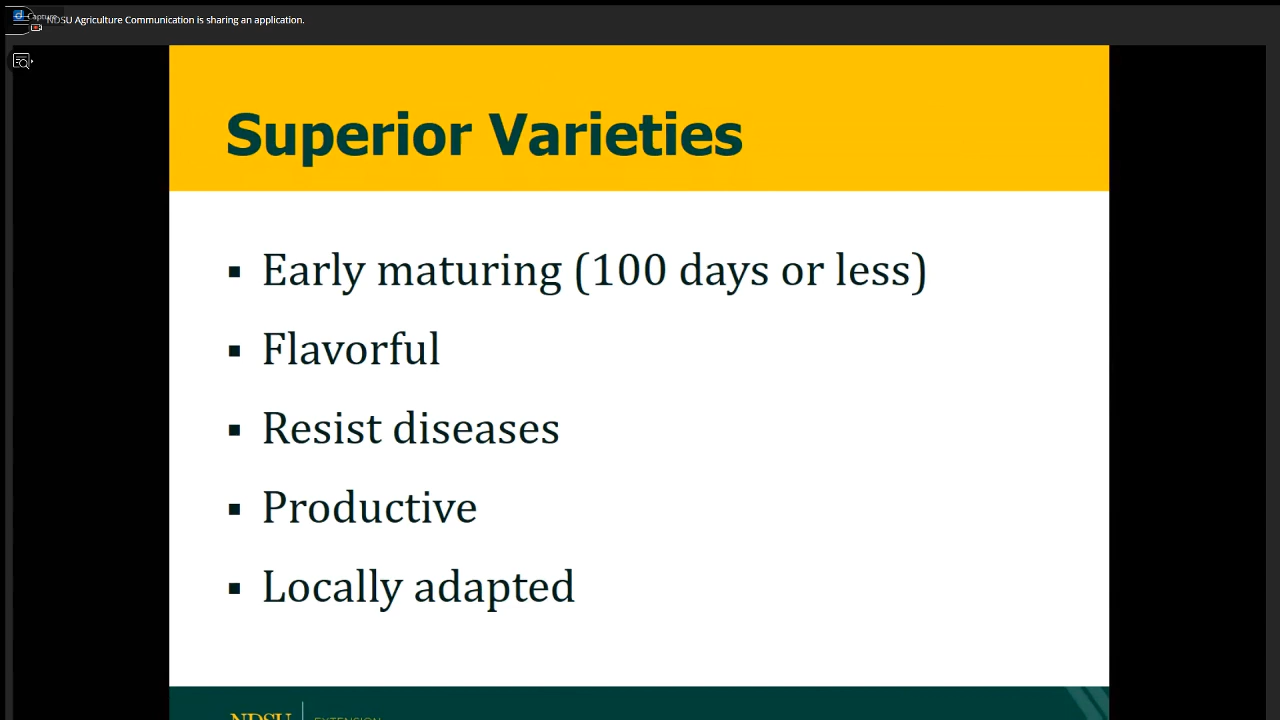 Capture
NDSU Agriculture Communication is sharing an application.
Superior Varieties
▪ Early maturing (100 days or less)
▪ Flavorful
▪ Resist diseases
▪ Productive
▪ Locally adapted
NDSU EXTENSION